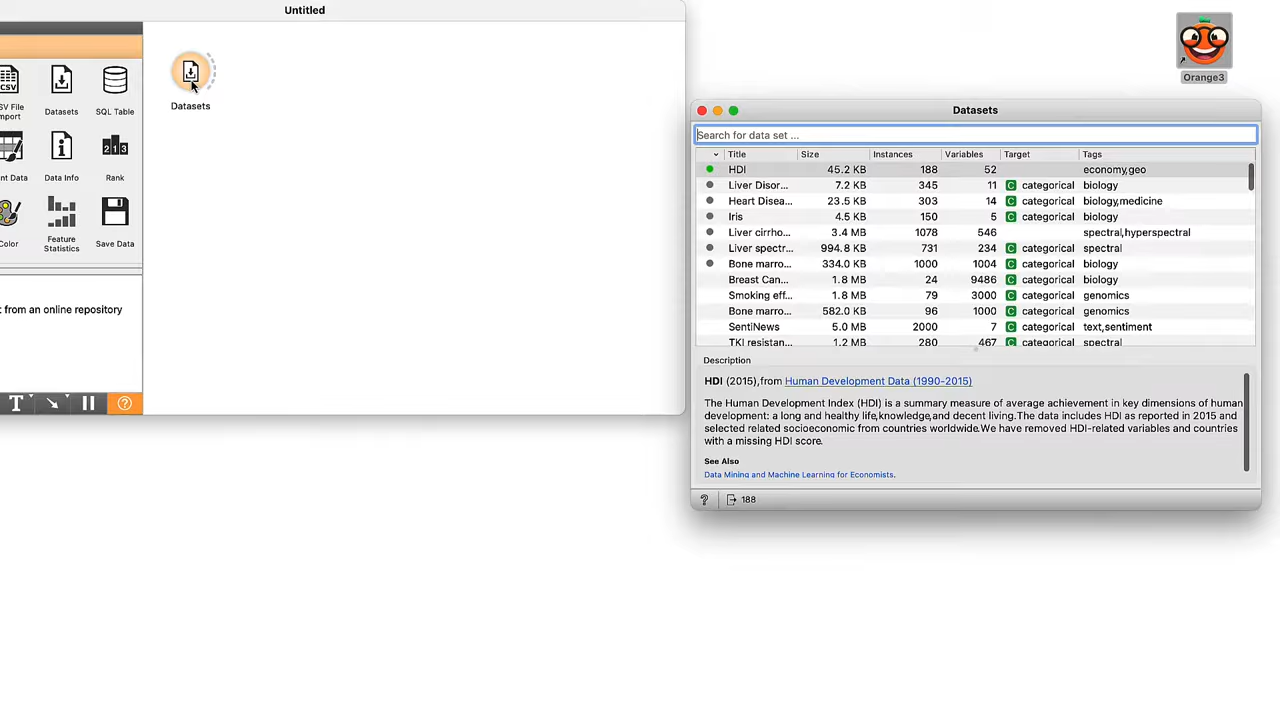 Untitled
CSV
SV File
mport
Datasets
SQL Table
nt Data
Data Info
Rank
Color
Feature
Statistics
Save Data
t from an online repository
T
?
Datasets
Orange3
Datasets
Search for data set ...
Title Size Instances Variables Target Tags
HDI 45.2 KB 188 52 economy,geo
Liver Disor... 7.2 KB 345 11 C categorical biology
Heart Disea... 23.5 KB 303 14 C categorical biology,medicine
Iris 4.5 KB 150 5 C categorical biology
Liver cirrho... 3.4 MB 1078 546 spectral,hyperspectral
Liver spectr... 994.8 KB 731 234 C categorical spectral
Bone marro... 334.0 KB 1000 1004 C categorical biology
Breast Can... 1.8 MB 24 9486 C categorical biology
Smoking eff... 1.8 MB 79 3000 C categorical genomics
Bone marro... 582.0 KB 96 1000 C categorical genomics
SentiNews 5.0 MB 2000 7 C categorical text,sentiment
TKI resistan... 1.2 MB 280 467 C categorical spectral
Description
HDI (2015),from Human Development Data (1990-2015)
The Human Development Index (HDI) is a summary measure of average achievement in key dimensions of human
development: a long and healthy life,knowledge,and decent living.The data includes HDI as reported in 2015 and
selected related socioeconomic from countries worldwide.We have removed HDI-related variables and countries
with a missing HDI score.
See Also
Data Mining and Machine Learning for Economists.
? 188